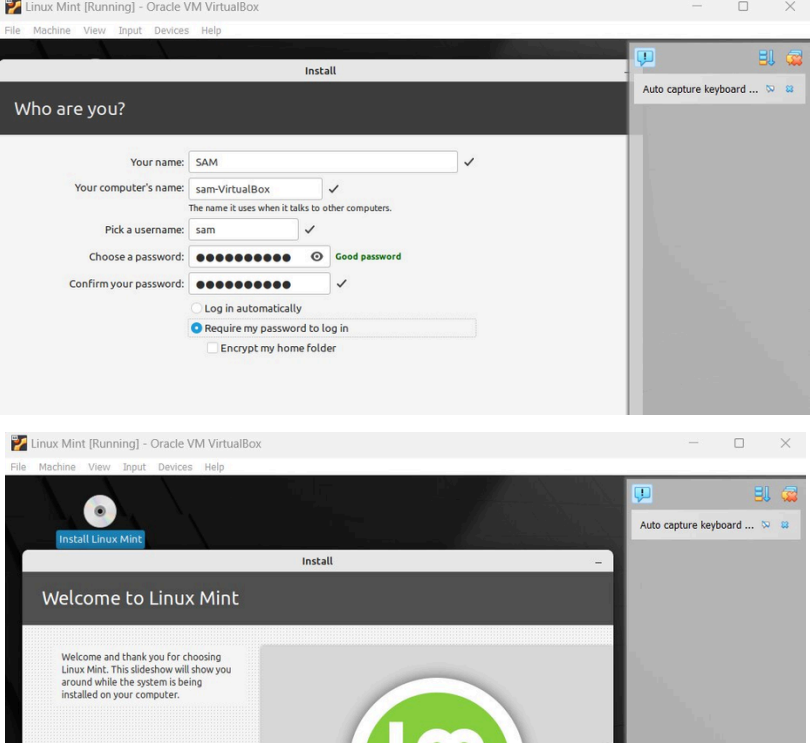 Linux Mint [Running] - Oracle VM VirtualBox
File Machine View Input Devices Help
Install
Auto capture keyboard ...
Who are you?
Your name: SAM
Your computer's name: sam-VirtualBox
The name it uses when it talks to other computers.
Pick a username: sam
Choose a password: ●●●●●●●●●● Good password
Confirm your password: ●●●●●●●●●●
Log in automatically
Require my password to log in
Encrypt my home folder
Linux Mint [Running] - Oracle VM VirtualBox
File Machine View Input Devices Help
Auto capture keyboard ...
Install Linux Mint
Install
Welcome to Linux Mint
Welcome and thank you for choosing
Linux Mint. This slideshow will show you
around while the system is being
installed on your computer.